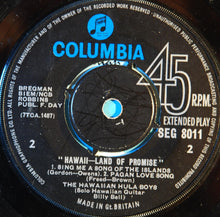 COLUMBIA
45
R.P.M.
EXTENDED PLAY
SEG 8011
BREGMAN
BIEM/NCB
ROBBINS
PUBL. F. DAY
(7TCA.1487)
2
2
"HAWAII—LAND OF PROMISE"
1. SING ME A SONG OF THE ISLANDS
(Gordon—Owens) 2. PAGAN LOVE SONG
(Freed—Brown)
THE HAWAIIAN HULA BOYS
(Solo Hawaiian Guitar
Billy Bell)
MADE IN GT. BRITAIN